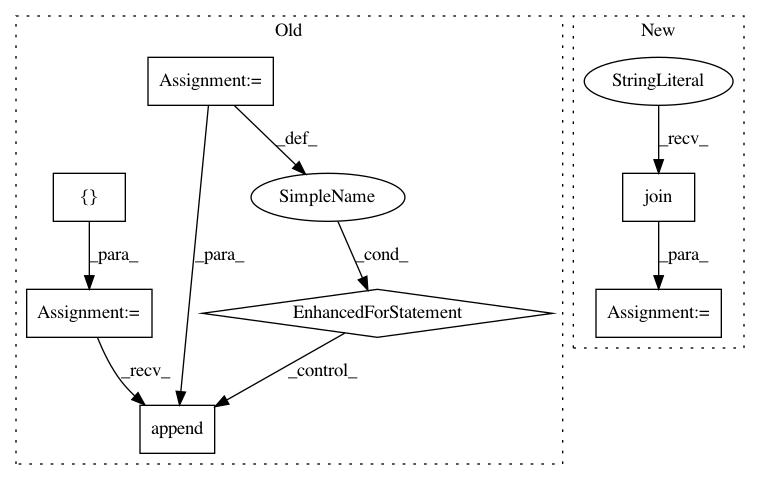 Old
New
Assignment:=
StringLiteral
_def_
_recv_
{}
SimpleName
join
_para_
_para_
_cond_
_para_
Assignment:=
EnhancedForStatement
Assignment:=
_recv_
_control_
append